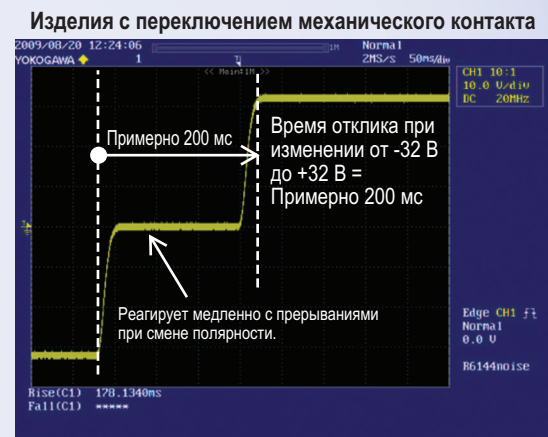 Изделия с переключением механического контакта
2009/08/20 12:24:06
1M
Normal
YOKOGAWA
1
2MS/s 50ms/div
<< Main:1M >>
CH1 10:1
10.0 V/div
DC 20MHz
Примерно 200 мс
Время отклика при
изменении от -32 В
до +32 В =
Примерно 200 мс
Реагирует медленно с прерываниями
при смене полярности.
Edge CH1
Normal
0.0 V
R6144noise
Rise(C1) 178.1340ms
Fall(C1) *****